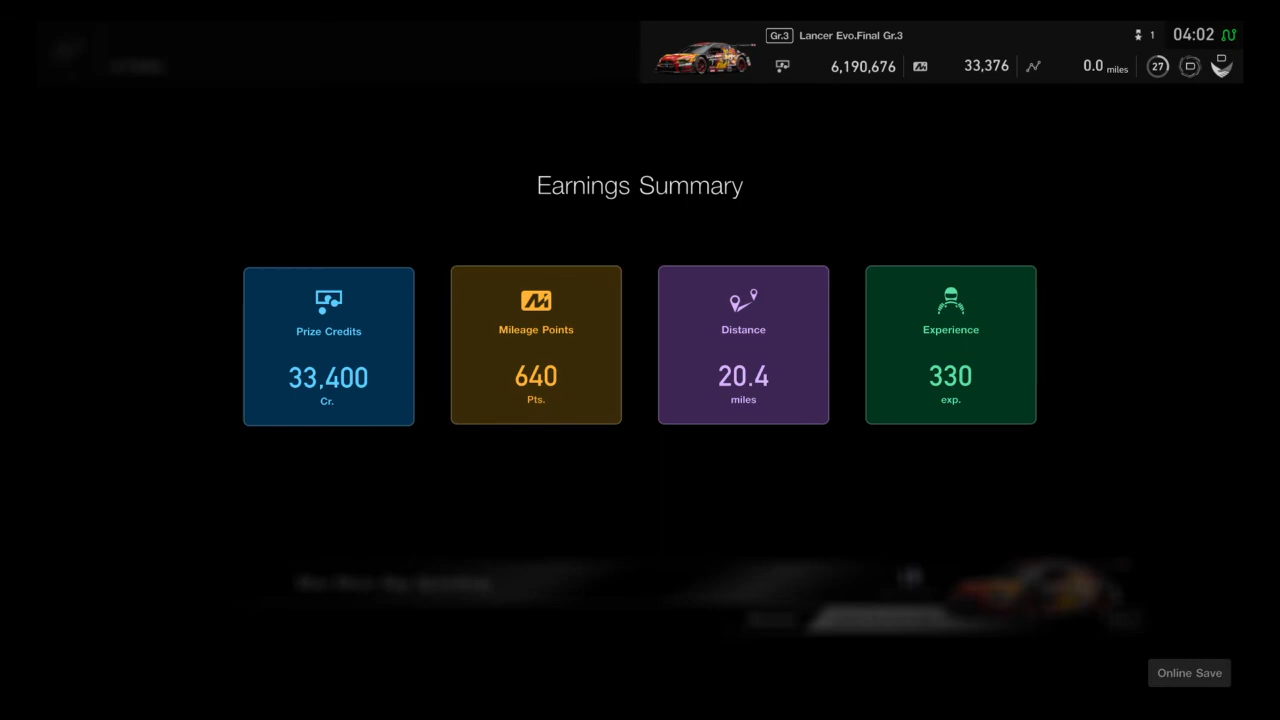 Gr.3 Lancer Evo.Final Gr.3
1 04:02
6,190,676 33,376 0.0 miles 27 D D
Earnings Summary
Prize Credits
33,400
Cr.
Mileage Points
640
Pts.
Distance
20.4
miles
Experience
330
exp.
Online Save